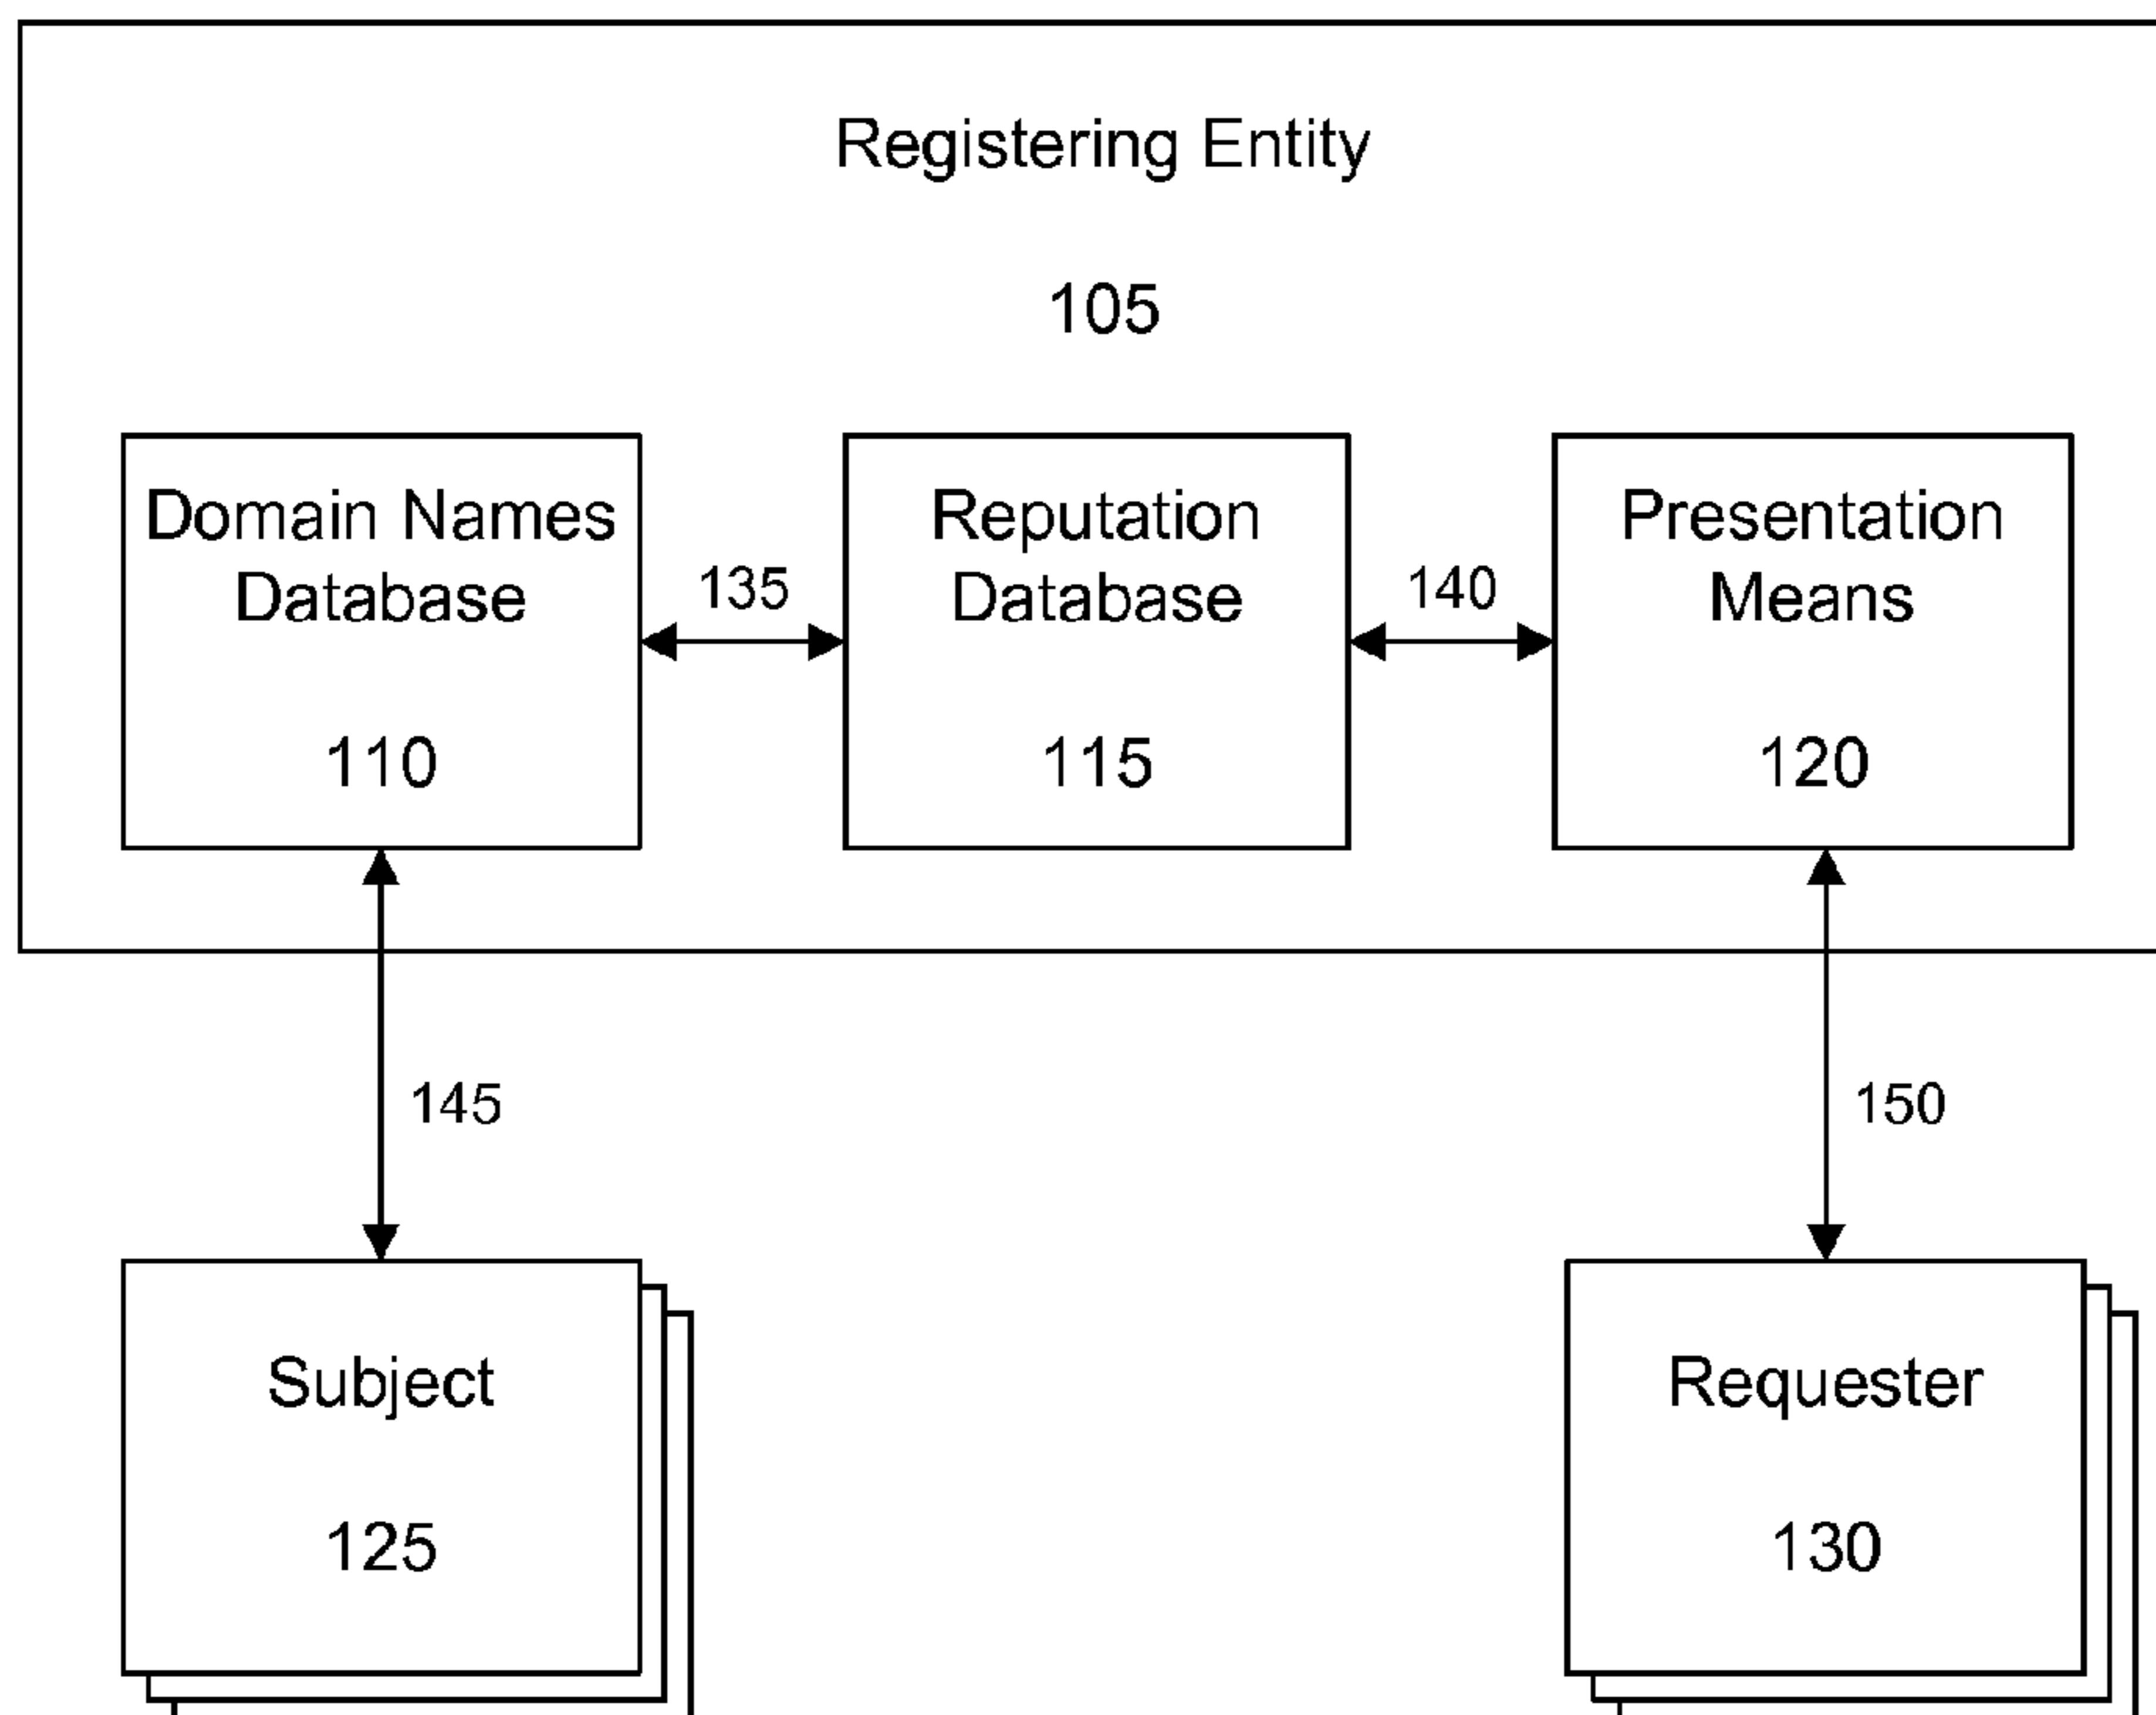 Registering Entity
105
Domain Names
Database
110
135
Reputation
Database
115
140
Presentation
Means
120
145
150
Subject
125
Requester
130